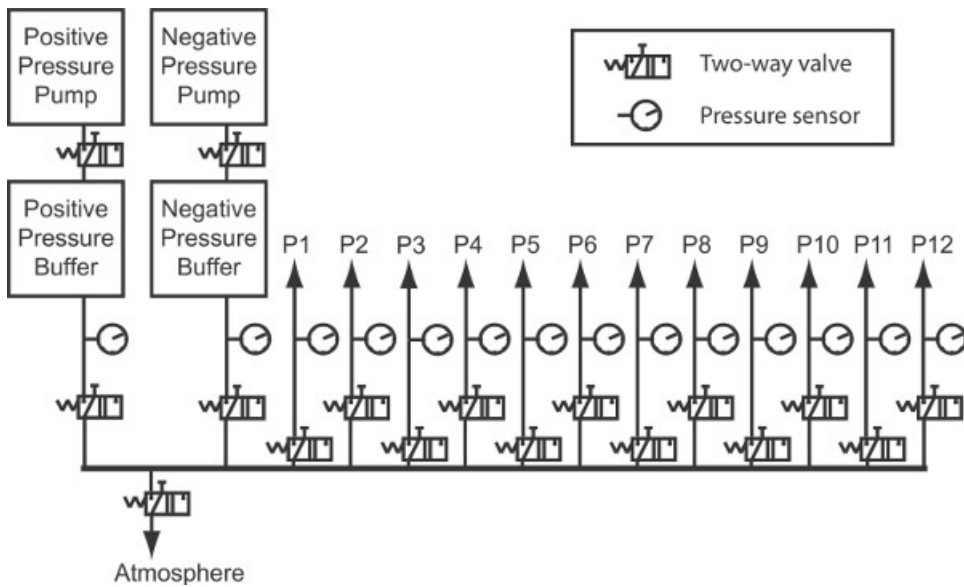 Positive
Pressure
Pump
Negative
Pressure
Pump
Two-way valve
Pressure sensor
Positive
Pressure
Buffer
Negative
Pressure
Buffer
P1 P2 P3 P4 P5 P6 P7 P8 P9 P10 P11 P12
Atmosphere